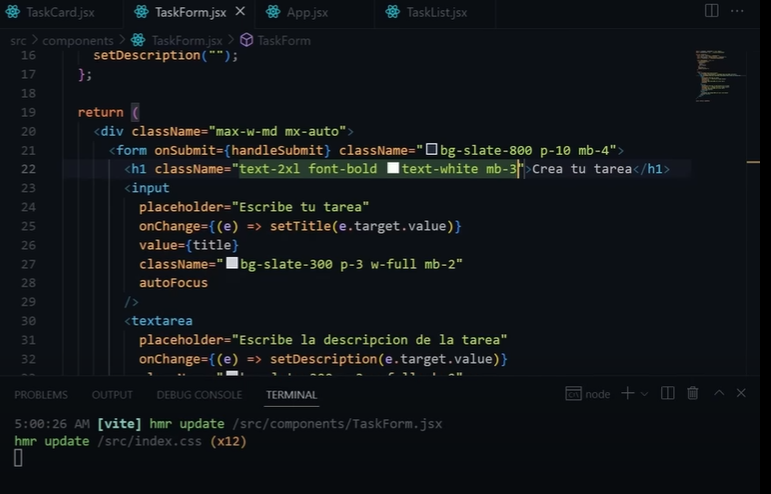 TaskCard.jsx TaskForm.jsx App.jsx TaskList.jsx
src > components > TaskForm.jsx > TaskForm
16 setDescription("");
17 };
18
19 return (
20 <div className="max-w-md mx-auto">
21 <form onSubmit={handleSubmit} className="bg-slate-800 p-10 mb-4">
22 <h1 className="text-2xl font-bold text-white mb-3">Crea tu tarea</h1>
23 <input
24 placeholder="Escribe tu tarea"
25 onChange={(e) => setTitle(e.target.value)}
26 value={title}
27 className="bg-slate-300 p-3 w-full mb-2"
28 autoFocus
29 />
30 <textarea
31 placeholder="Escribe la descripcion de la tarea"
32 onChange={(e) => setDescription(e.target.value)}
PROBLEMS OUTPUT DEBUG CONSOLE TERMINAL node
5:00:26 AM [vite] hmr update /src/components/TaskForm.jsx
hmr update /src/index.css (x12)